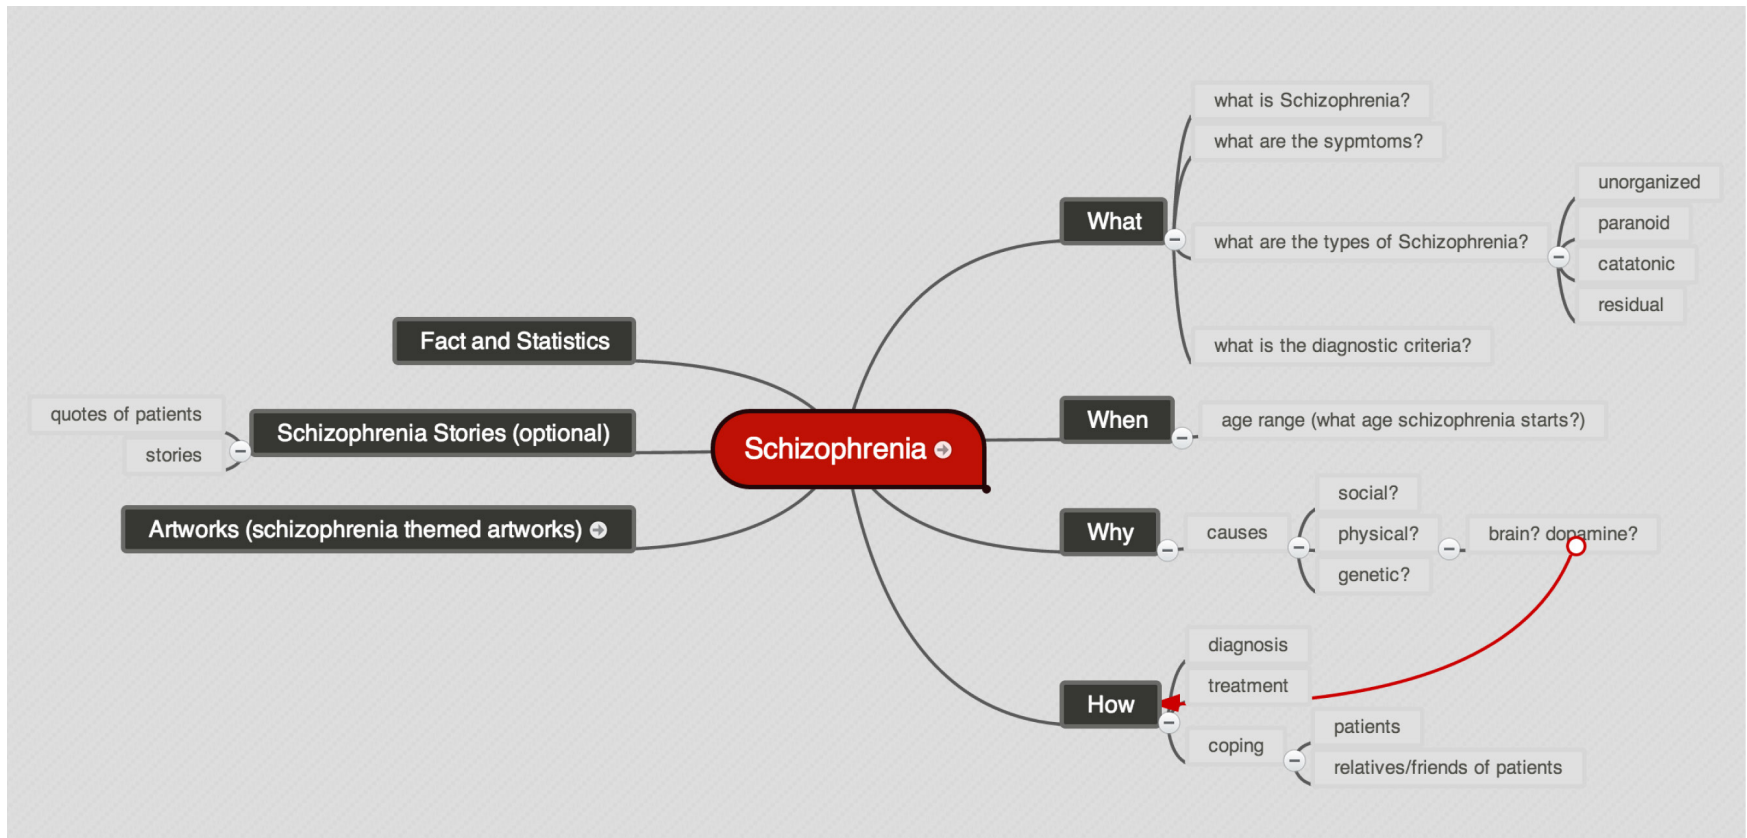 Schizophrenia
What
what is Schizophrenia?
what are the sypmtoms?
what are the types of Schizophrenia?
unorganized
paranoid
catatonic
residual
what is the diagnostic criteria?
When
age range (what age schizophrenia starts?)
Why
causes
social?
physical?
brain? dopamine?
genetic?
How
diagnosis
treatment
coping
patients
relatives/friends of patients
Fact and Statistics
Schizophrenia Stories (optional)
quotes of patients
stories
Artworks (schizophrenia themed artworks)